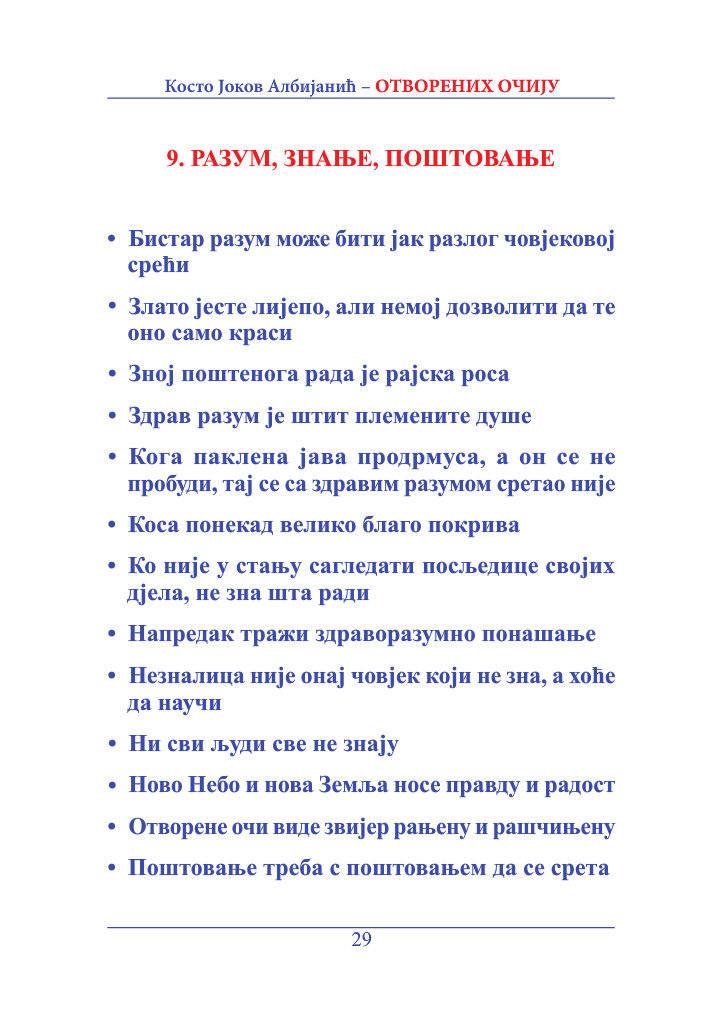 Косто Јоков Албијанић – ОТВОРЕНИХ ОЧИЈУ
9. РАЗУМ, ЗНАЊЕ, ПОШТОВАЊЕ
• Бистар разум може бити јак разлог човјековој
срећи
• Злато јесте лијепо, али немој дозволити да те
оно само краси
• Зној поштенога рада је рајска роса
• Здрав разум је штит племените душе
• Кога паклена јава продрмуса, а он се не
пробуди, тај се са здравим разумом сретао није
• Коса понекад велико благо покрива
• Ко није у стању сагледати посљедице својих
дјела, не зна шта ради
• Напредак тражи здраворазумно понашање
• Незналица није онај човјек који не зна, а хоће
да научи
• Ни сви људи све не знају
• Ново Небо и нова Земља носе правду и радост
• Отворене очи виде звијер рањену и рашчињену
• Поштовање треба с поштовањем да се срета
29